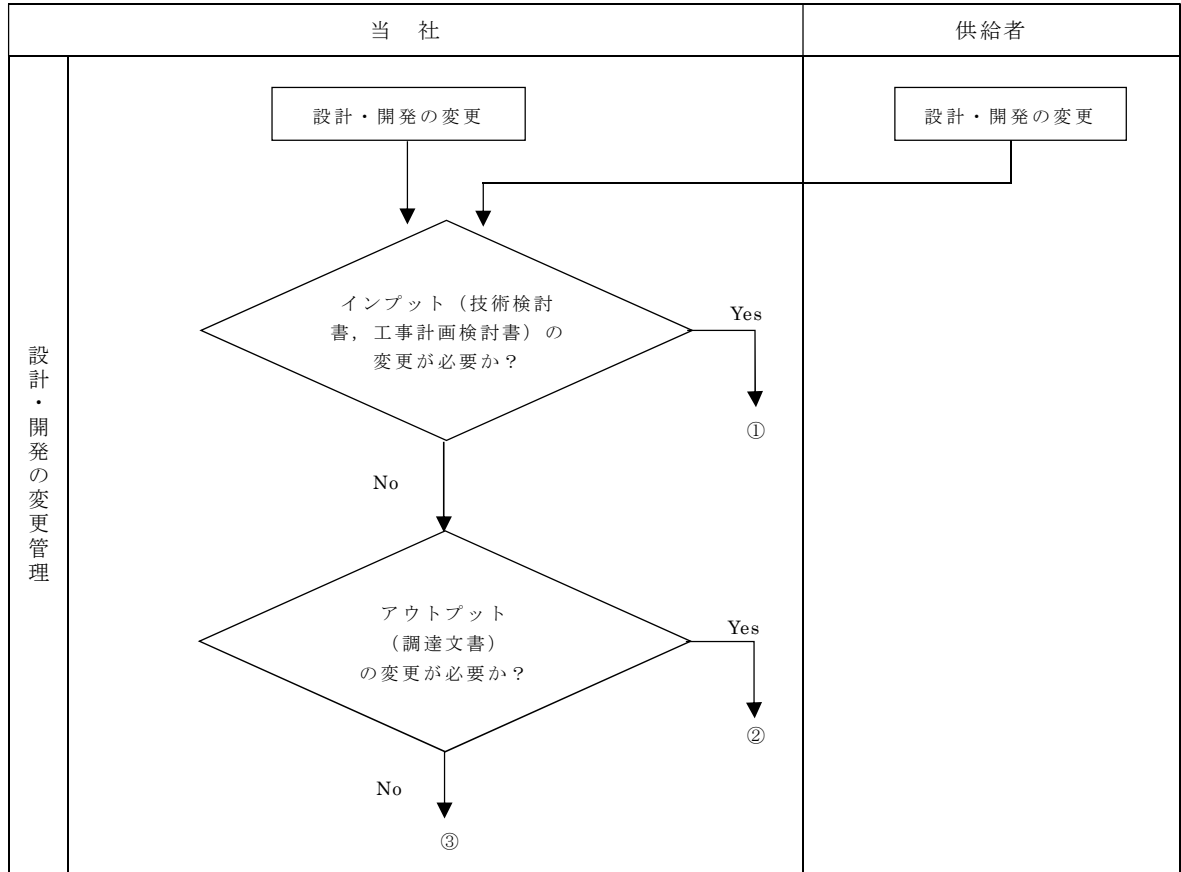 当　社
供給者
設計・開発の変更
設計・開発の変更
インプット（技術検討
書，工事計画検討書）の
変更が必要か？
Yes
①
No
設計・開発の変更管理
アウトプット
（調達文書）
の変更が必要か？
Yes
②
No
③